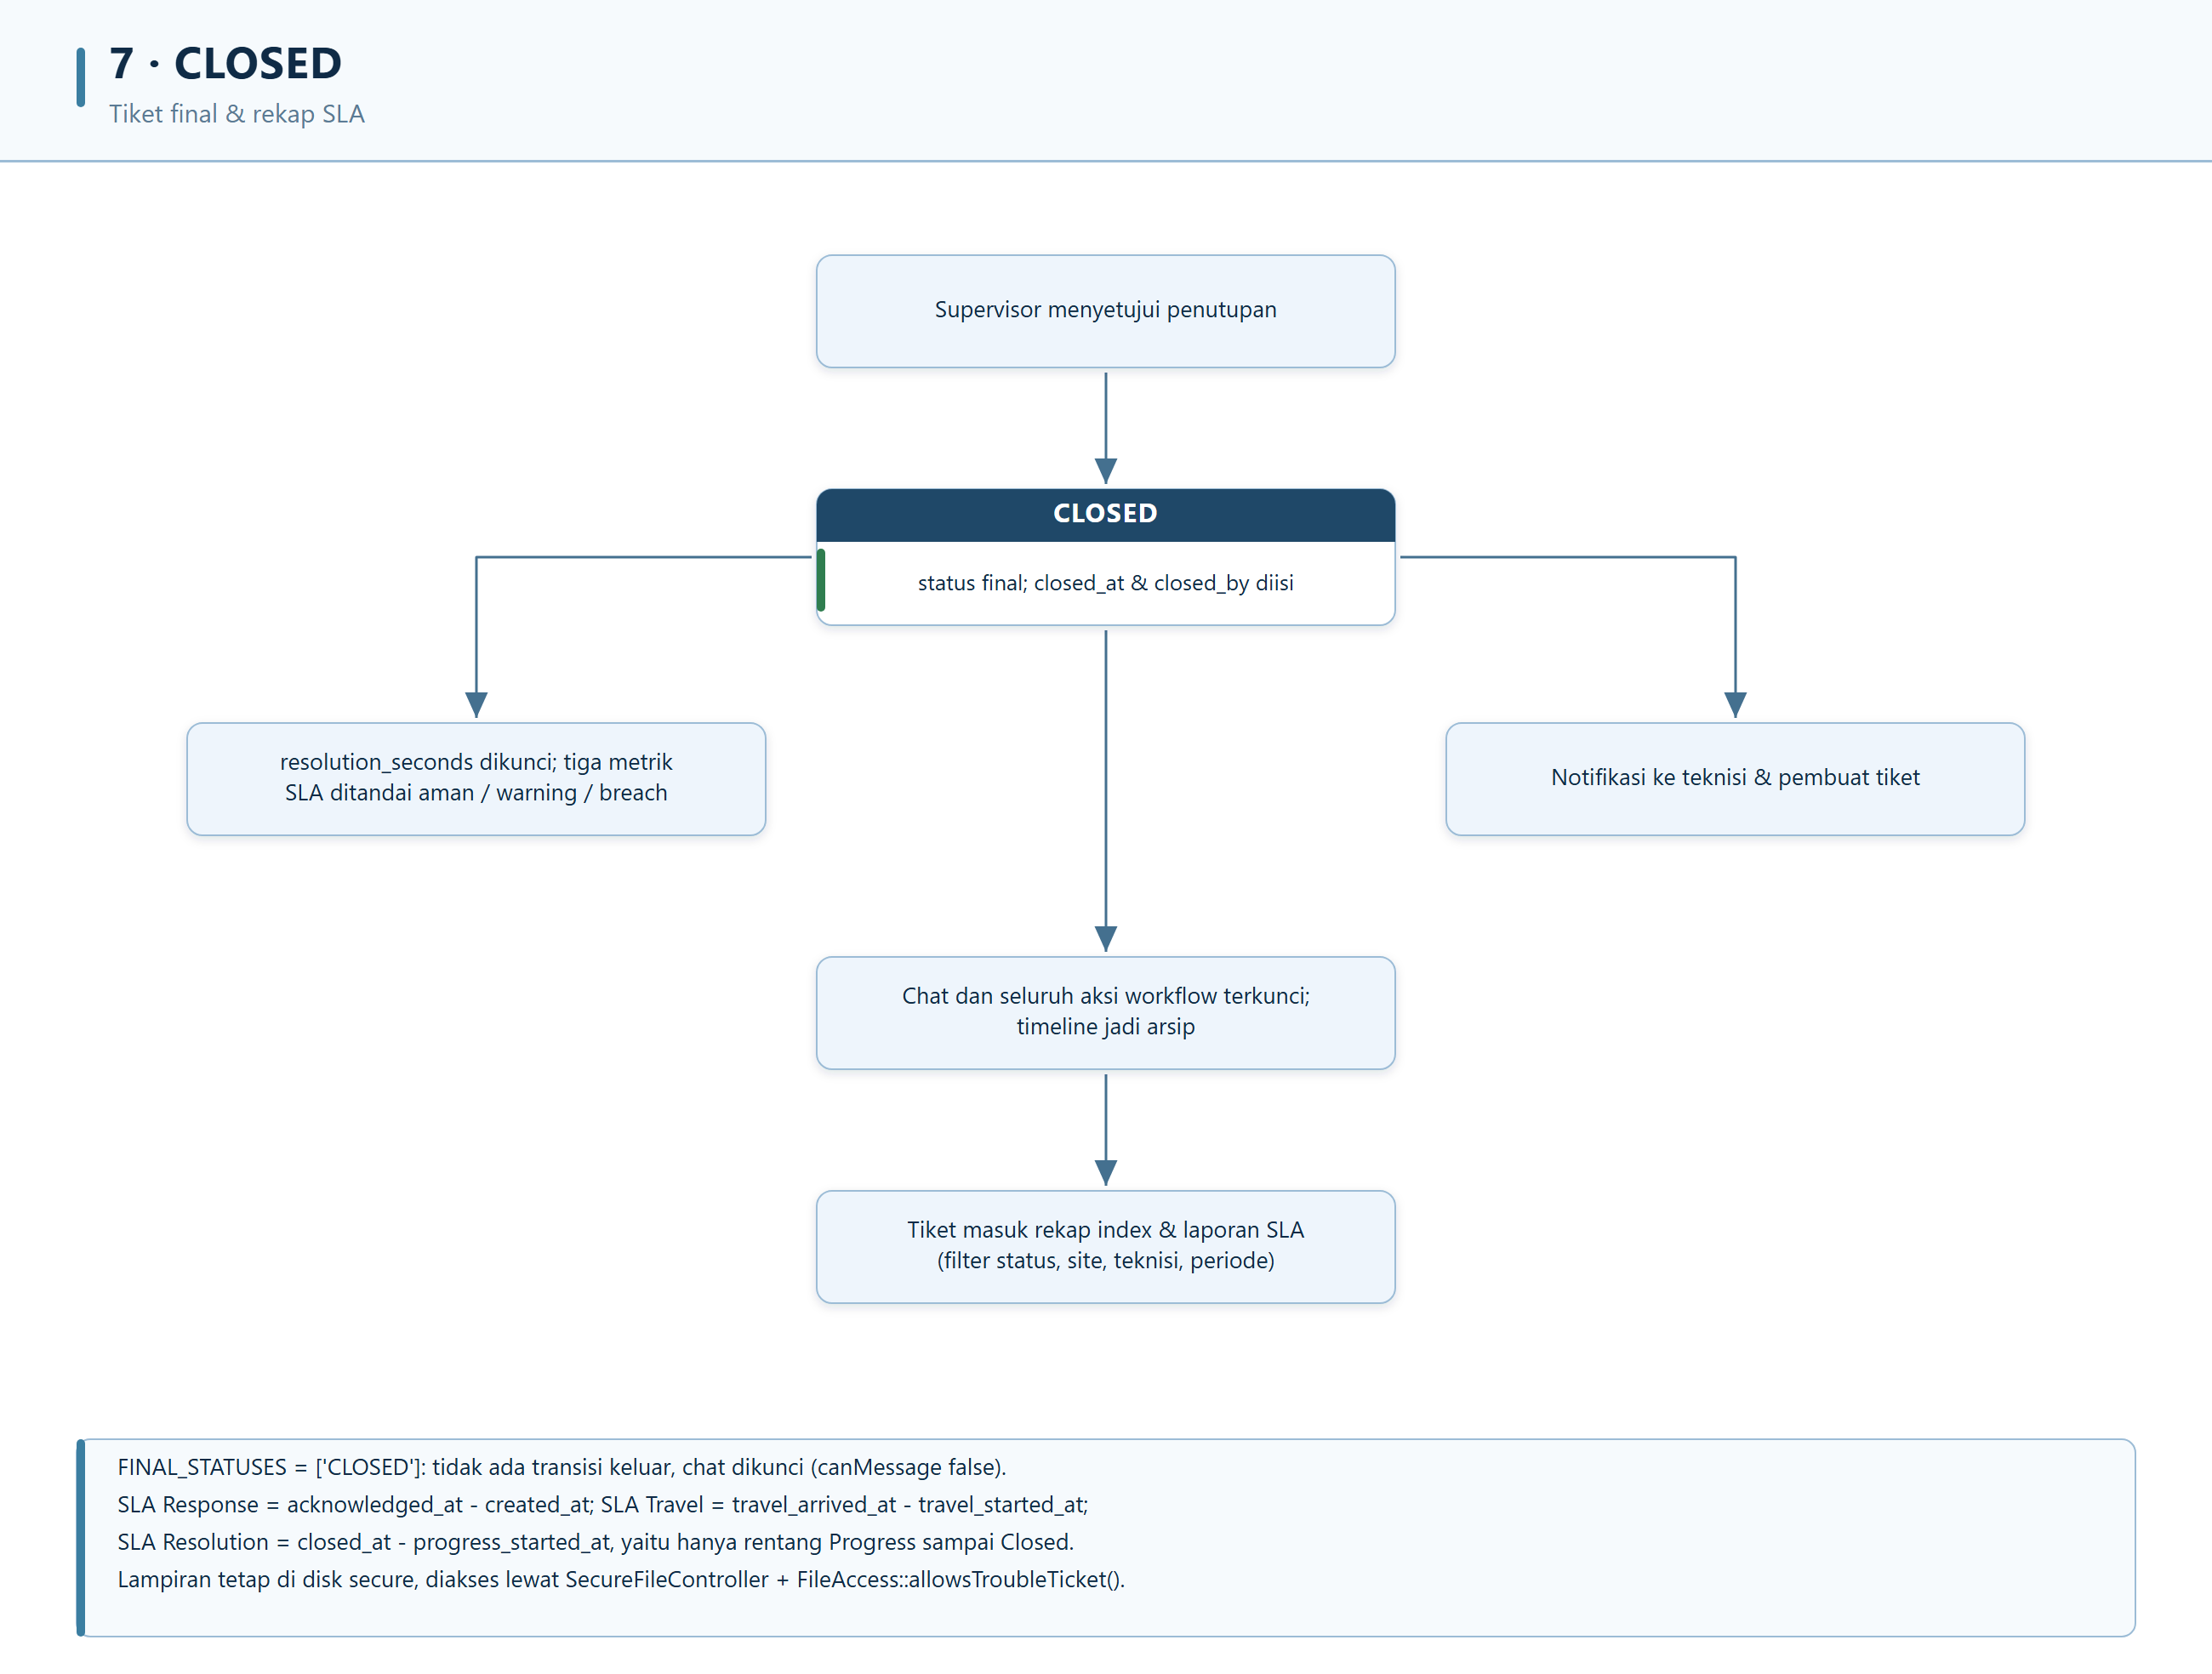 7 · CLOSED
Tiket final & rekap SLA
Supervisor menyetujui penutupan
CLOSED
status final; closed_at & closed_by diisi
resolution_seconds dikunci; tiga metrik
SLA ditandai aman / warning / breach
Notifikasi ke teknisi & pembuat tiket
Chat dan seluruh aksi workflow terkunci;
timeline jadi arsip
Tiket masuk rekap index & laporan SLA
(filter status, site, teknisi, periode)
FINAL_STATUSES = ['CLOSED']: tidak ada transisi keluar, chat dikunci (canMessage false).
SLA Response = acknowledged_at - created_at; SLA Travel = travel_arrived_at - travel_started_at;
SLA Resolution = closed_at - progress_started_at, yaitu hanya rentang Progress sampai Closed.
Lampiran tetap di disk secure, diakses lewat SecureFileController + FileAccess::allowsTroubleTicket().